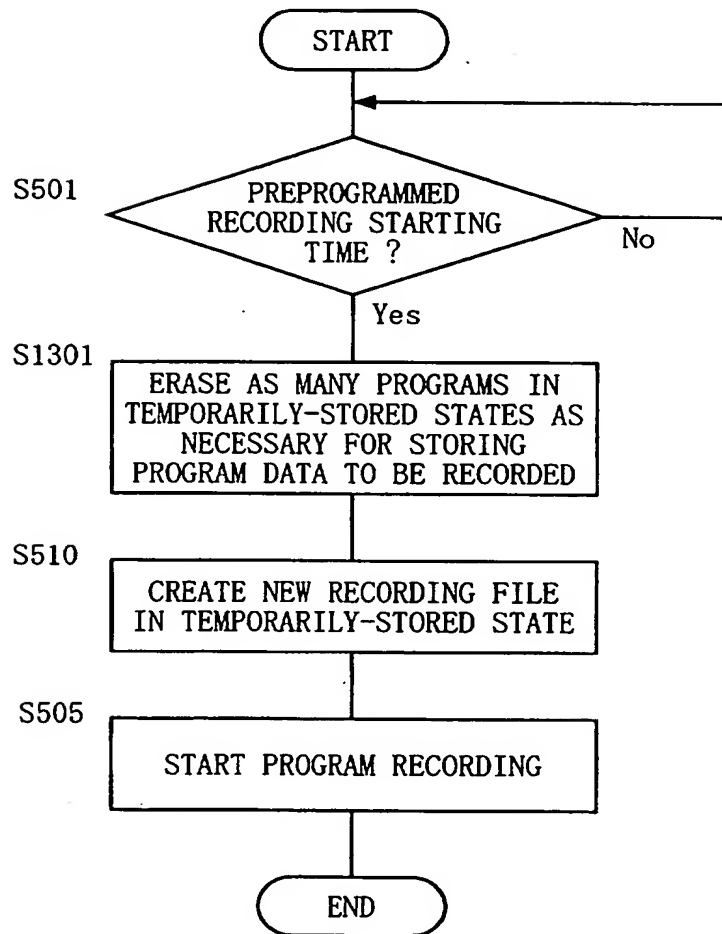 START
S501
PREPROGRAMMED
RECORDING STARTING
TIME ?
No
Yes
S1301
ERASE AS MANY PROGRAMS IN
TEMPORARILY-STORED STATES AS
NECESSARY FOR STORING
PROGRAM DATA TO BE RECORDED
S510
CREATE NEW RECORDING FILE
IN TEMPORARILY-STORED STATE
S505
START PROGRAM RECORDING
END